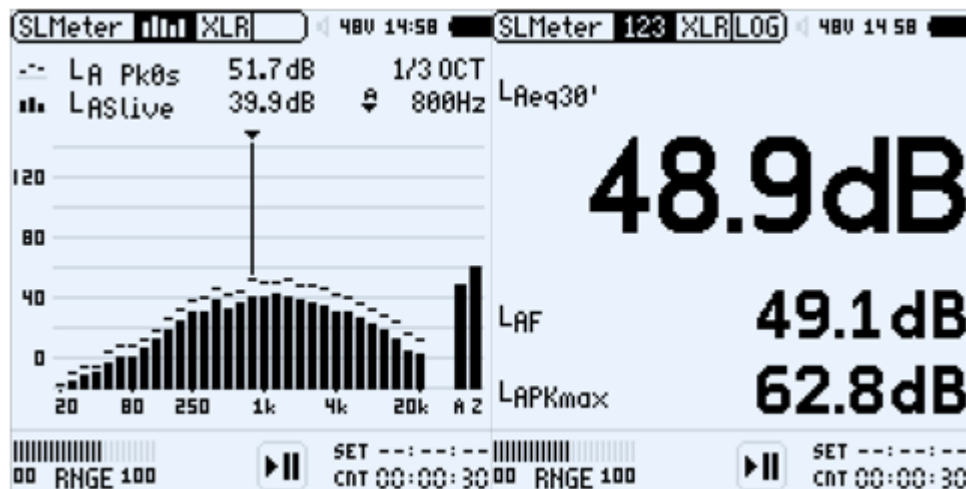 SLMeter XLR 48V 14:58
LA Pk0s 51.7dB 1/3 OCT
LASlive 39.9dB A 800Hz
120
80
40
0
20 80 250 1k 4k 20k A Z
SET --:--:--
00 RNGE 100 CNT 00:00:30
SLMeter 123 XLR LOG 48V 14 58
LAeq30'
48.9dB
LAF 49.1dB
LAPKmax 62.8dB
SET --:--:--
00 RNGE 100 CNT 00:00:30